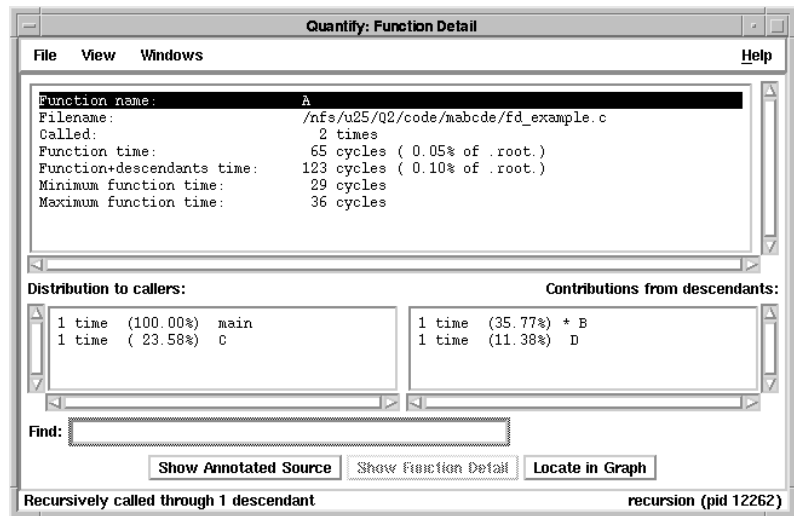 Quantify: Function Detail
File View Windows Help
Function name: A
Filename: /nfs/u25/Q2/code/mabcde/fd_example.c
Called: 2 times
Function time: 65 cycles ( 0.05% of .root.)
Function+descendants time: 123 cycles ( 0.10% of .root.)
Minimum function time: 29 cycles
Maximum function time: 36 cycles
Distribution to callers: Contributions from descendants:
1 time (100.00%) main 1 time (35.77%) * B
1 time ( 23.58%) C 1 time (11.38%) D
Find:
Show Annotated Source Show Function Detail Locate in Graph
Recursively called through 1 descendant recursion (pid 12262)